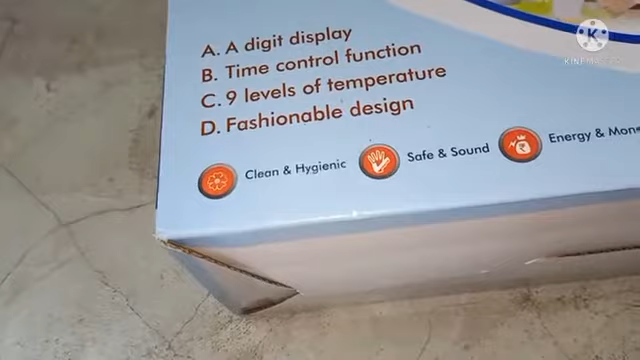 A. A digit display
B. Time control function
C. 9 levels of temperature
D. Fashionable design
Clean & Hygienic
Safe & Sound
Energy &
K